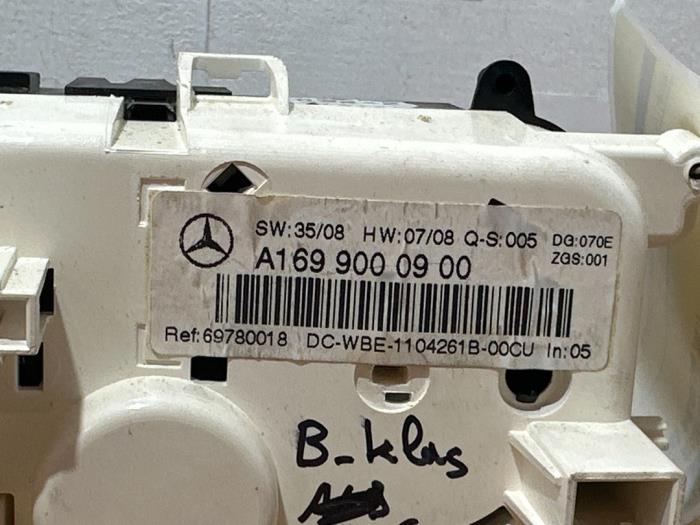 SW:35/08 HW:07/08 Q-S:005 DG:070E
A169 900 09 00 ZGS:001
Ref:69780018 DC-WBE-1104261B-00CU In:05
B-klas